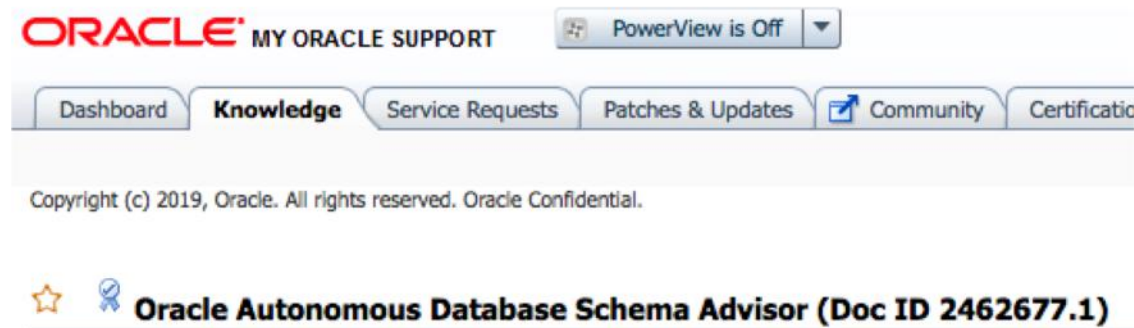 ORACLE MY ORACLE SUPPORT PowerView is Off
Dashboard Knowledge Service Requests Patches & Updates Community Certificatio
Copyright (c) 2019, Oracle. All rights reserved. Oracle Confidential.
Oracle Autonomous Database Schema Advisor (Doc ID 2462677.1)